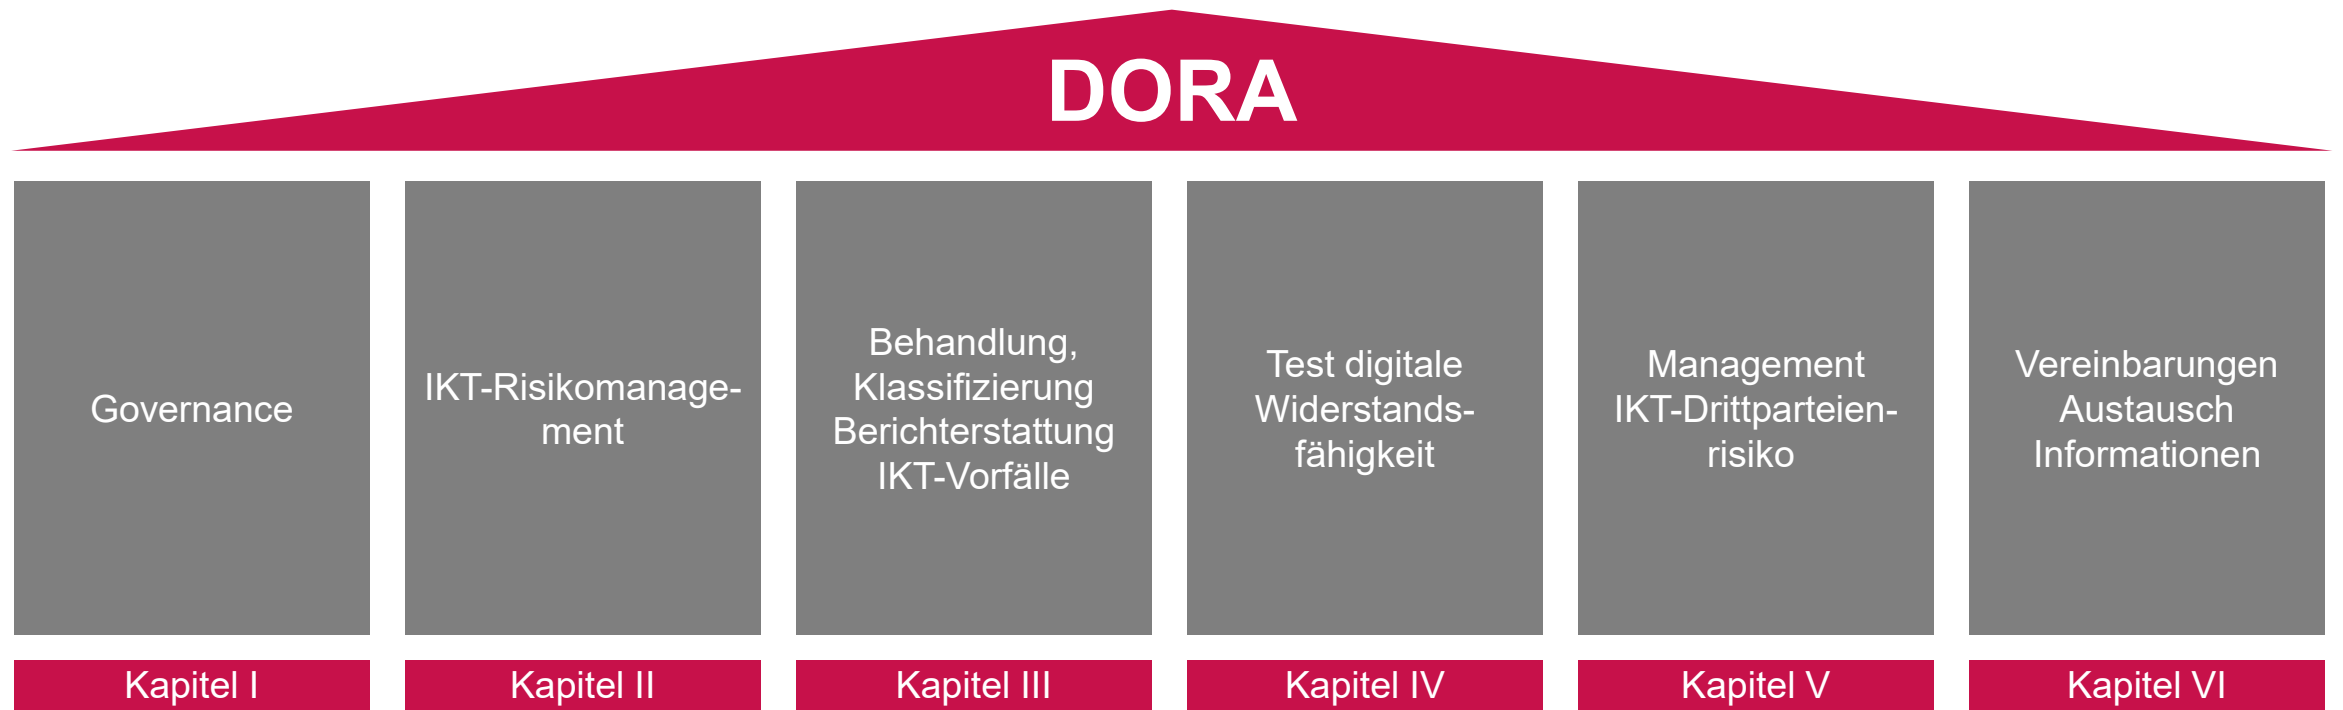 DORA
Governance
IKT-Risikomanage-
ment
Behandlung,
Klassifizierung
Berichterstattung
IKT-Vorfälle
Test digitale
Widerstands-
fähigkeit
Management
IKT-Drittparteien-
risiko
Vereinbarungen
Austausch
Informationen
Kapitel I
Kapitel II
Kapitel III
Kapitel IV
Kapitel V
Kapitel VI